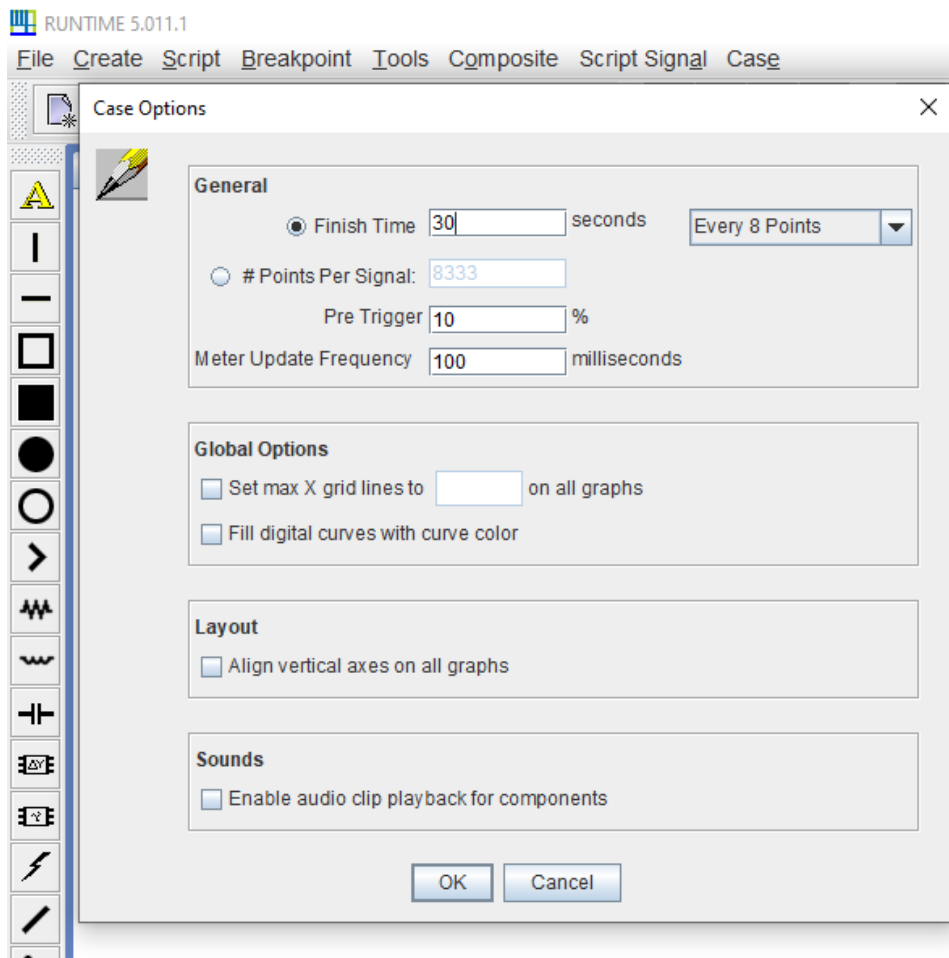 RUNTIME 5.011.1
File Create Script Breakpoint Tools Composite Script Signal Case
Case Options
General
Finish Time 30 seconds Every 8 Points
# Points Per Signal: 8333
Pre Trigger 10 %
Meter Update Frequency 100 milliseconds
Global Options
Set max X grid lines to on all graphs
Fill digital curves with curve color
Layout
Align vertical axes on all graphs
Sounds
Enable audio clip playback for components
OK Cancel